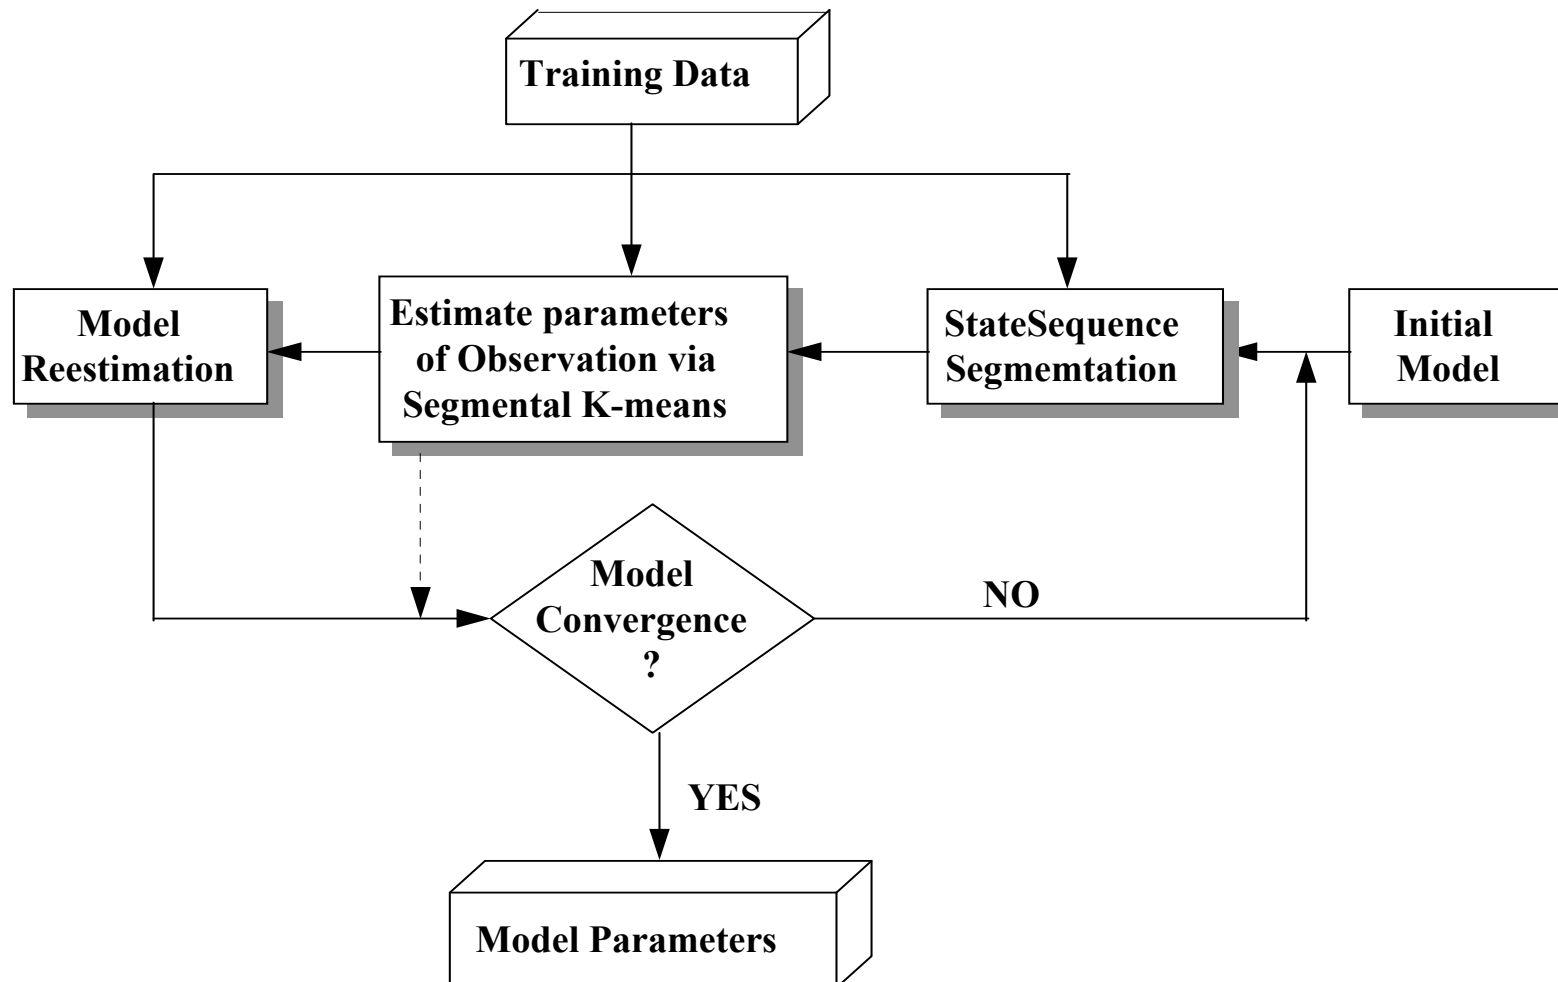 Training Data
Model
Reestimation
Estimate parameters
of Observation via
Segmental K-means
StateSequence
Segmemtation
Initial
Model
Model
Convergence
?
NO
YES
Model Parameters